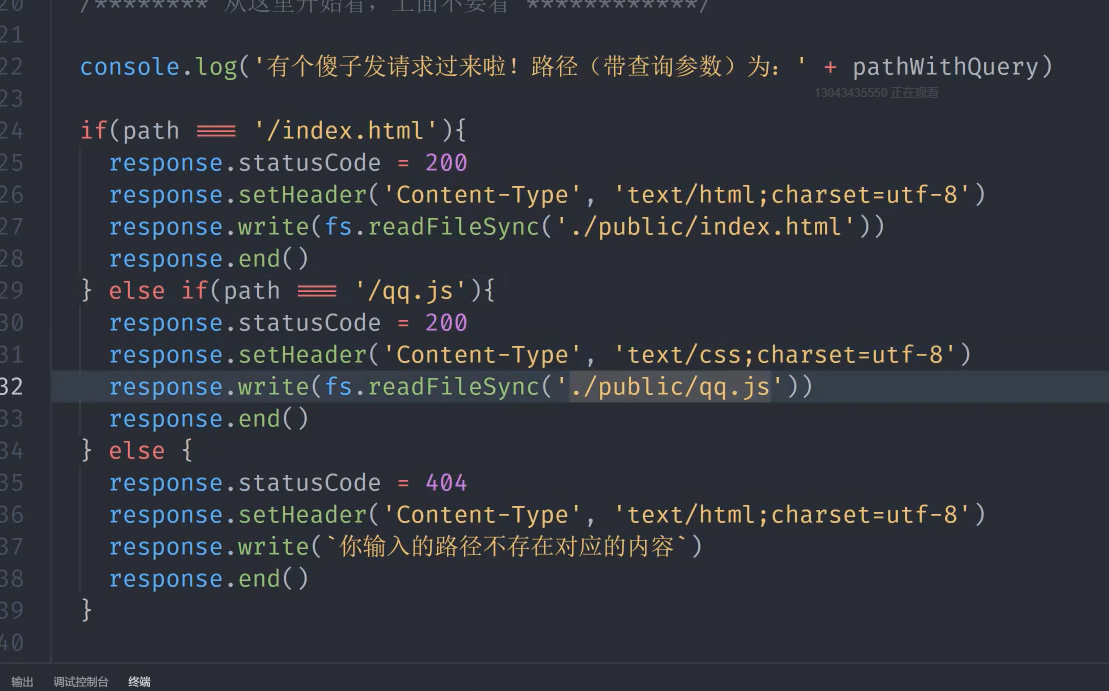 20 /******** 从这里开始看，上面不要看 ************/
21
22 console.log('有个傻子发请求过来啦！路径（带查询参数）为：' + pathWithQuery)
13043435550 正在观看
23
24 if(path === '/index.html'){
25 response.statusCode = 200
26 response.setHeader('Content-Type', 'text/html;charset=utf-8')
27 response.write(fs.readFileSync('./public/index.html'))
28 response.end()
29 } else if(path === '/qq.js'){
30 response.statusCode = 200
31 response.setHeader('Content-Type', 'text/css;charset=utf-8')
32 response.write(fs.readFileSync('./public/qq.js'))
33 response.end()
34 } else {
35 response.statusCode = 404
36 response.setHeader('Content-Type', 'text/html;charset=utf-8')
37 response.write(`你输入的路径不存在对应的内容`)
38 response.end()
39 }
40
输出 调试控制台 终端